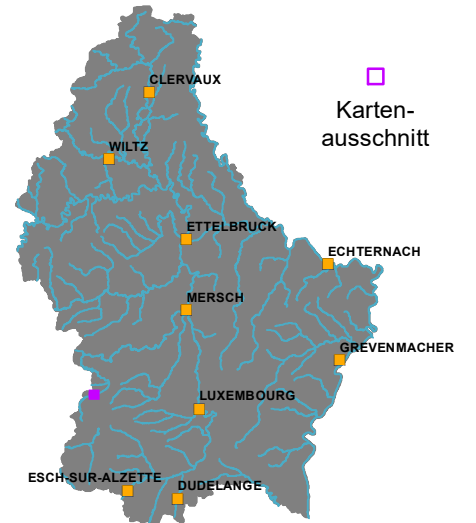 CLERVAUX
Karten-
ausschnitt
WILTZ
ETTELBRUCK
ECHTERNACH
MERSCH
GREVENMACHER
LUXEMBOURG
ESCH-SUR-ALZETTE
DUDELANGE